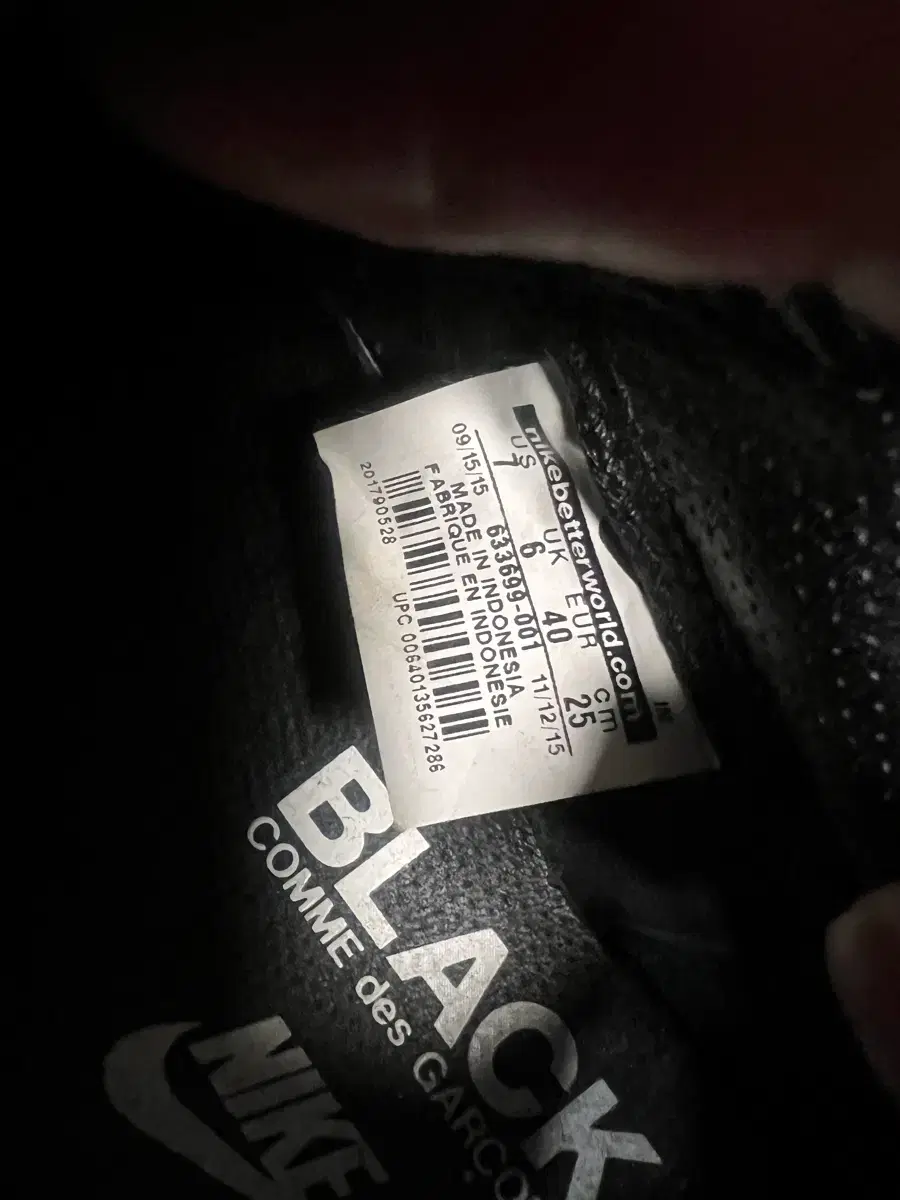 nikebetterworld.com
US UK EUR cm
7 6 40 25
09/15/15 633699-001 11/12/15
MADE IN INDONESIA
FABRIQUE EN INDONESIE
201790528 UPC 00640135627286
BLACK
COMME des GARÇO
NIKE